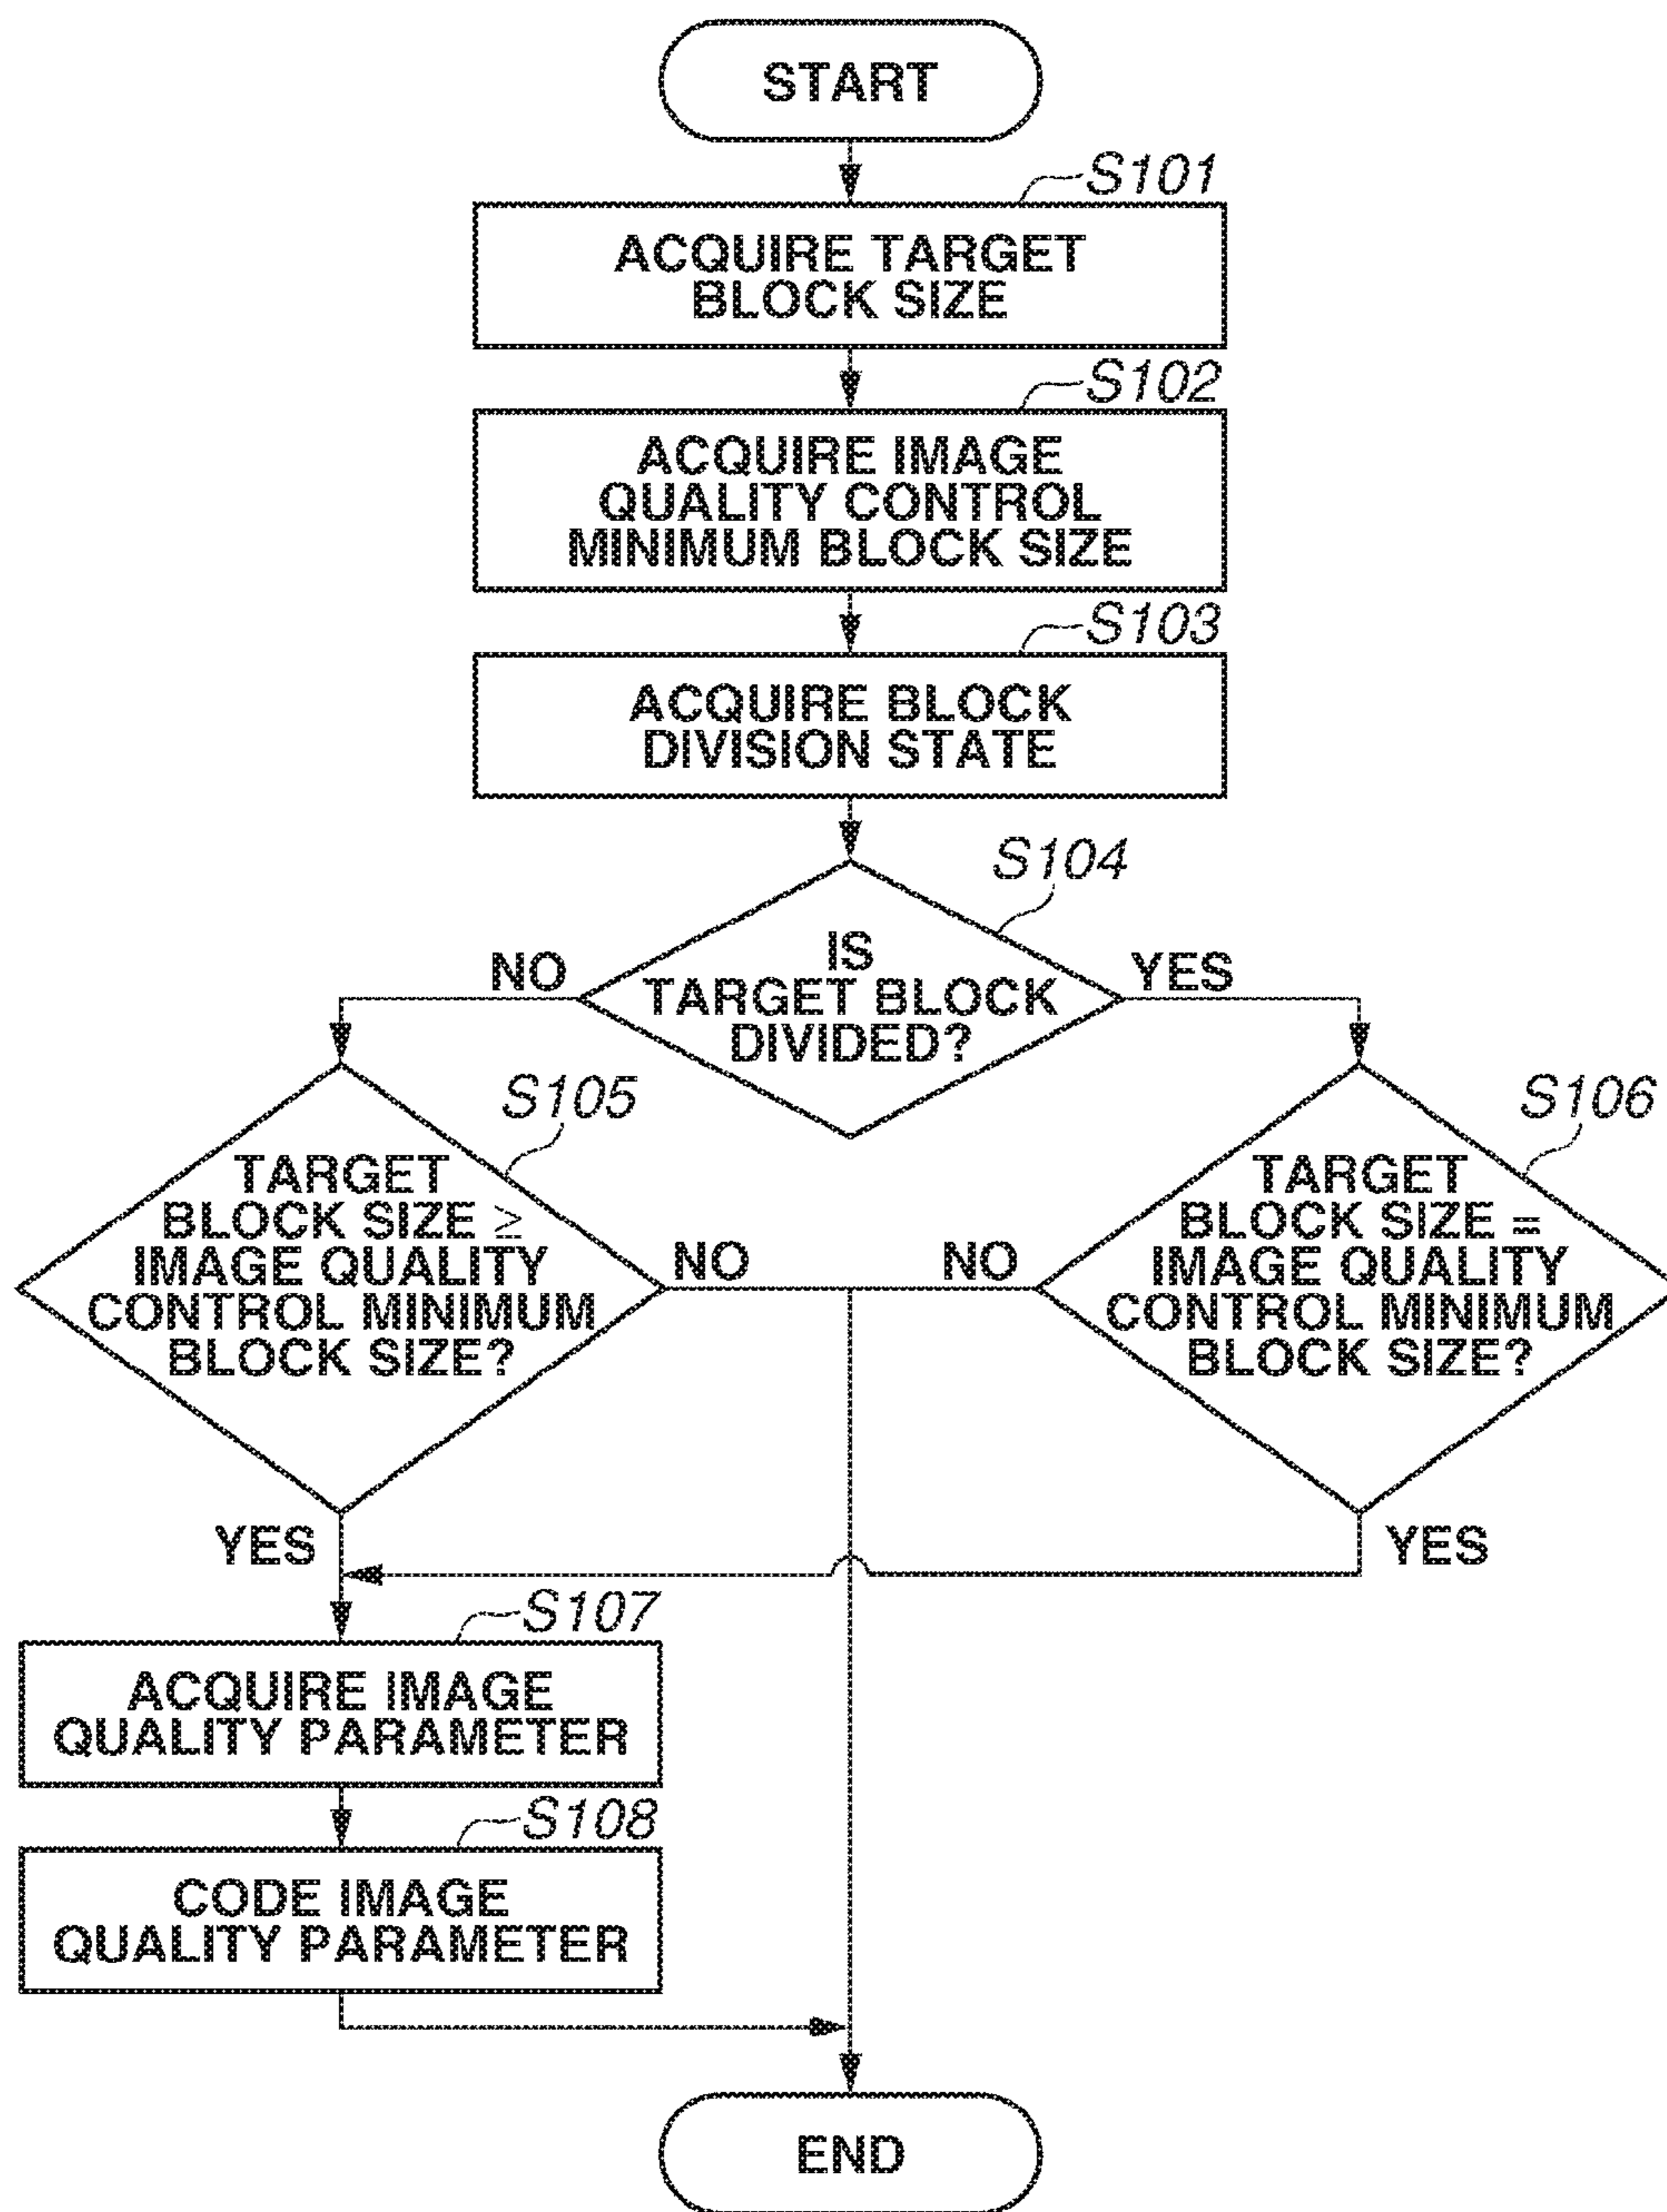 START
S101
ACQUIRE TARGET
BLOCK SIZE
S102
ACQUIRE IMAGE
QUALITY CONTROL
MINIMUM BLOCK SIZE
S103
ACQUIRE BLOCK
DIVISION STATE
S104
IS
TARGET BLOCK
DIVIDED?
NO
YES
S105
TARGET
BLOCK SIZE ≥
IMAGE QUALITY
CONTROL MINIMUM
BLOCK SIZE?
NO
YES
S106
TARGET
BLOCK SIZE =
IMAGE QUALITY
CONTROL MINIMUM
BLOCK SIZE?
NO
YES
S107
ACQUIRE IMAGE
QUALITY PARAMETER
S108
CODE IMAGE
QUALITY PARAMETER
END